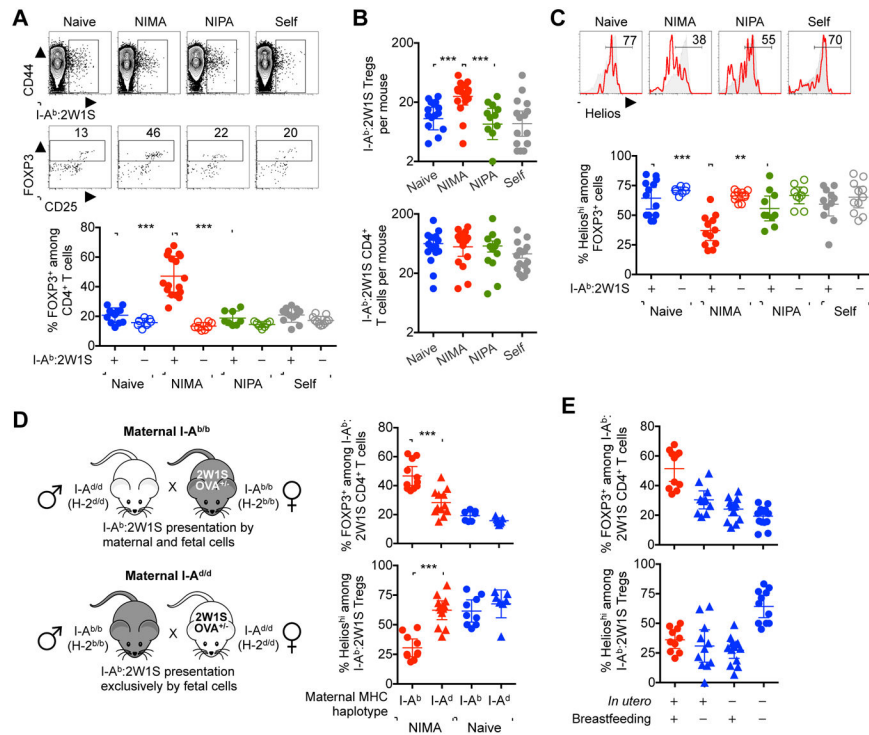 A
Naive NIMA NIPA Self
CD44
I-Aᵇ:2W1S
13 46 22 20
FOXP3
CD25
% FOXP3⁺ among
CD4⁺ T cells
80
60
40
20
0
*** ***
I-Aᵇ:2W1S + − + − + − + −
Naive NIMA NIPA Self
B
I-Aᵇ:2W1S Tregs
per mouse
200
20
2
*** ***
Naive NIMA NIPA Self
I-Aᵇ:2W1S CD4⁺
T cells per mouse
200
20
2
Naive NIMA NIPA Self
C
Naive NIMA NIPA Self
77 38 55 70
Helios
% Heliosʰⁱ among
FOXP3⁺ cells
100
75
50
25
0
*** **
I-Aᵇ:2W1S + − + − + − + −
Naive NIMA NIPA Self
D
Maternal I-Aᵇ/ᵇ
I-Aᵈ/ᵈ
(H-2ᵈ/ᵈ)
X
2W1S
OVA⁺/⁻
I-Aᵇ/ᵇ
(H-2ᵇ/ᵇ)
I-Aᵇ:2W1S presentation by
maternal and fetal cells
Maternal I-Aᵈ/ᵈ
I-Aᵇ/ᵇ
(H-2ᵇ/ᵇ)
X
2W1S
OVA⁺/⁻
I-Aᵈ/ᵈ
(H-2ᵈ/ᵈ)
I-Aᵇ:2W1S presentation
exclusively by fetal cells
% FOXP3⁺ among I-Aᵇ:
2W1S CD4⁺ T cells
80
60
40
20
0
***
% Heliosʰⁱ among
I-Aᵇ:2W1S Tregs
100
75
50
25
0
***
Maternal MHC
haplotype
I-Aᵇ I-Aᵈ I-Aᵇ I-Aᵈ
NIMA Naive
E
% FOXP3⁺ among I-Aᵇ:
2W1S CD4⁺ T cells
80
60
40
20
0
% Heliosʰⁱ among
I-Aᵇ:2W1S Tregs
100
75
50
25
0
In utero + + − −
Breastfeeding + − + −